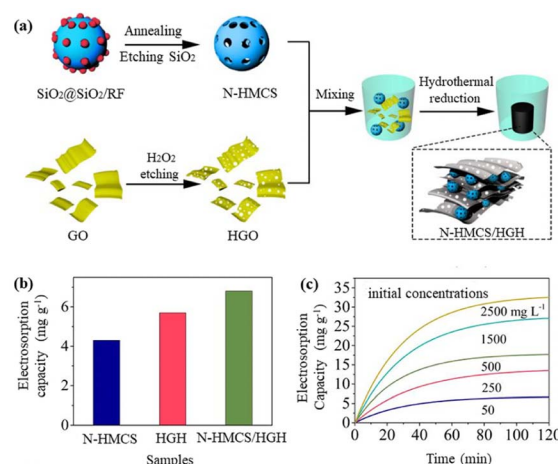 (a)
Annealing
Etching SiO₂
SiO₂@SiO₂/RF
N-HMCS
Mixing
Hydrothermal
reduction
H₂O₂
etching
GO
HGO
N-HMCS/HGH
(b)
Electrosorption
capacity (mg g⁻¹)
6
4
2
0
N-HMCS HGH N-HMCS/HGH
Samples
(c)
Electrosorption
Capacity (mg g⁻¹)
35
30
25
20
15
10
5
0
initial concentrations
2500 mg L⁻¹
1500
500
250
50
0 20 40 60 80 100 120
Time (min)